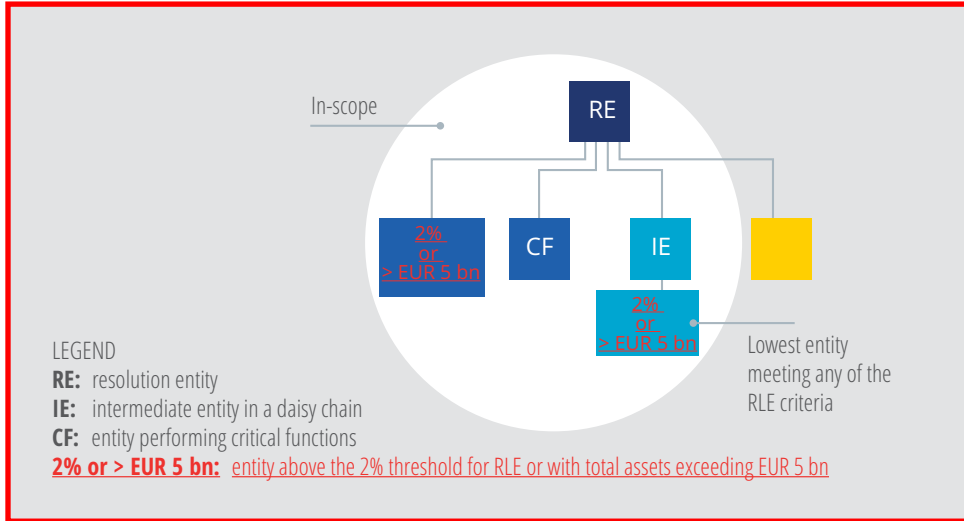 In-scope
RE
2%
or
> EUR 5 bn
CF
IE
2%
or
> EUR 5 bn
Lowest entity
meeting any of the
RLE criteria
LEGEND
RE: resolution entity
IE: intermediate entity in a daisy chain
CF: entity performing critical functions
2% or > EUR 5 bn: entity above the 2% threshold for RLE or with total assets exceeding EUR 5 bn